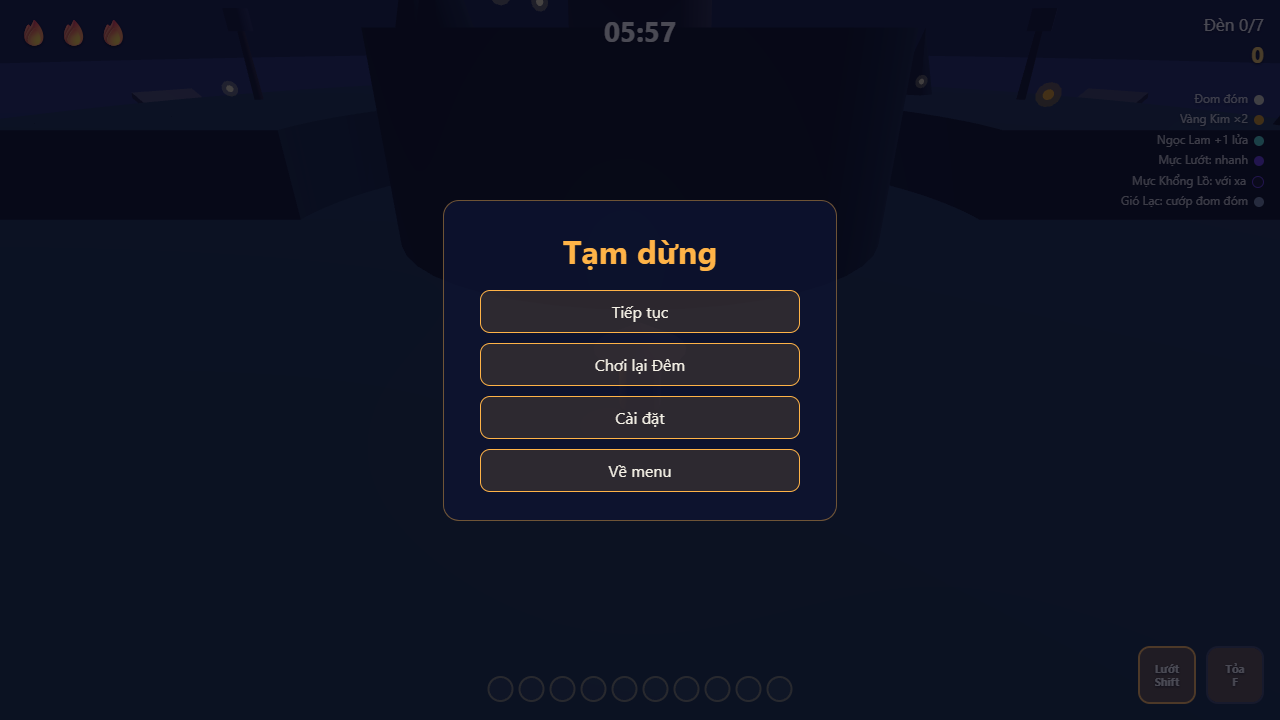 05:57
Đèn 0/7
0
Đom đóm
Vàng Kim ×2
Ngọc Lam +1 lửa
Mực Lướt: nhanh
Mực Khổng Lồ: với xa
Gió Lạc: cướp đom đóm
Tạm dừng
Tiếp tục
Chơi lại Đêm
Cài đặt
Về menu
Lướt
Shift
Tỏa
F